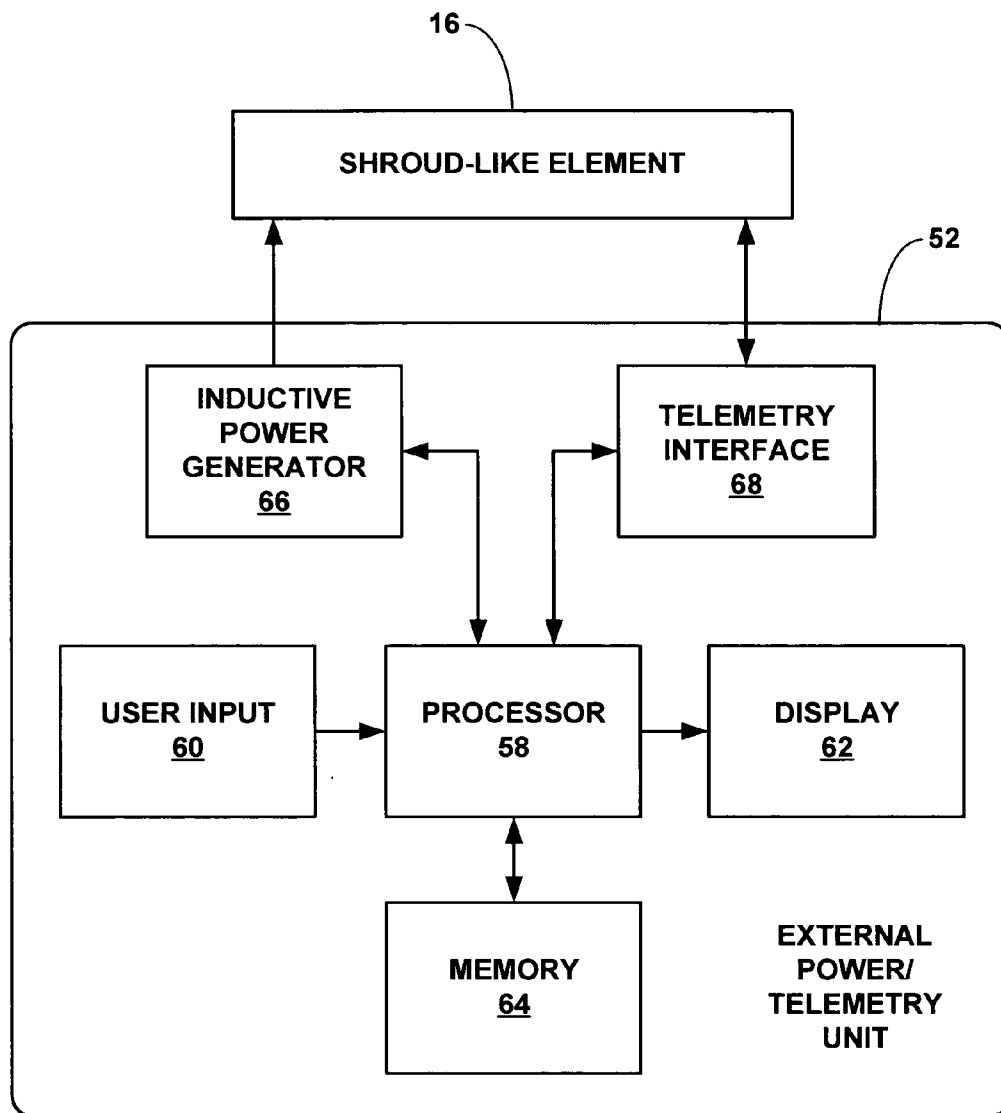 16
SHROUD-LIKE ELEMENT
52
INDUCTIVE
POWER
GENERATOR
66
TELEMETRY
INTERFACE
68
USER INPUT
60
PROCESSOR
58
DISPLAY
62
MEMORY
64
EXTERNAL
POWER/
TELEMETRY
UNIT